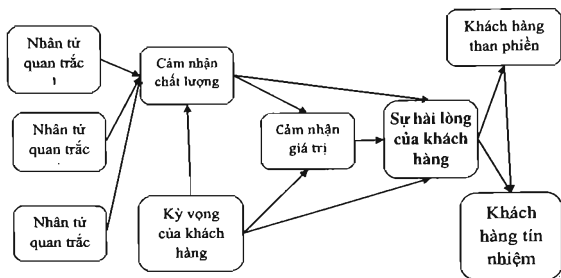 Nhân tử
quan trắc
1
Nhân tử
quan trắc
Nhân tử
quan trắc
Cảm nhận
chất lượng
Kỳ vọng
của khách
hàng
Cảm nhận
giá trị
Sự hài lòng
của khách
hàng
Khách hàng
than phiền
Khách
hàng tín
nhiệm